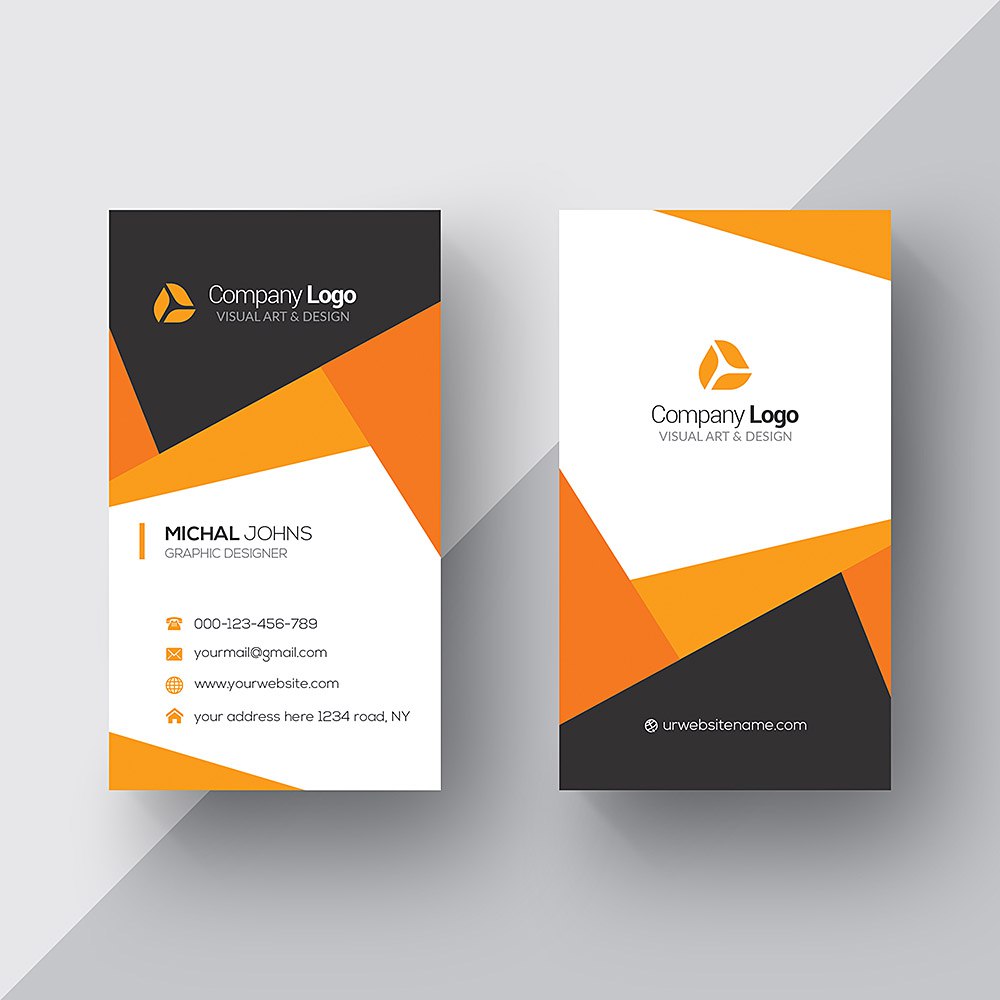 Company Logo
VISUAL ART & DESIGN
MICHAL JOHNS
GRAPHIC DESIGNER
000-123-456-789
yourmail@gmail.com
www.yourwebsite.com
your address here 1234 road, NY
Company Logo
VISUAL ART & DESIGN
urwebsitename.com